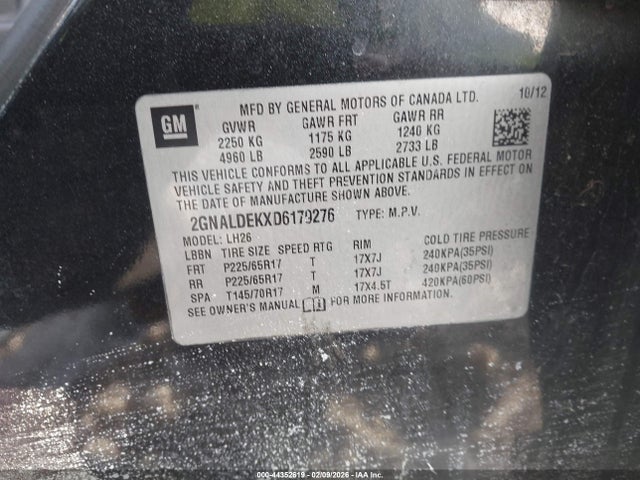 MFD BY GENERAL MOTORS OF CANADA LTD. 10/12
GM
GVWR GAWR FRT GAWR RR
2250 KG 1175 KG 1240 KG
4960 LB 2590 LB 2733 LB
THIS VEHICLE CONFORMS TO ALL APPLICABLE U.S. FEDERAL MOTOR
VEHICLE SAFETY AND THEFT PREVENTION STANDARDS IN EFFECT ON
THE DATE OF MANUFACTURE SHOWN ABOVE.
2GNALDEKXD6179276 TYPE: M.P.V.
MODEL: LH26
LBBN TIRE SIZE SPEED RTG RIM COLD TIRE PRESSURE
FRT P225/65R17 T 17X7J 240KPA(35PSI)
RR P225/65R17 T 17X7J 240KPA(35PSI)
SPA T145/70R17 M 17X4.5T 420KPA(60PSI)
SEE OWNER'S MANUAL FOR MORE INFORMATION.
000-44352619 - 02/09/2026 - IAAI.CA